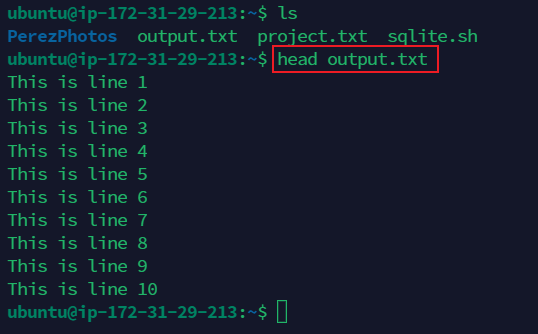 ubuntu@ip-172-31-29-213:~$ ls
PerezPhotos  output.txt  project.txt  sqlite.sh
ubuntu@ip-172-31-29-213:~$ head output.txt
This is line 1
This is line 2
This is line 3
This is line 4
This is line 5
This is line 6
This is line 7
This is line 8
This is line 9
This is line 10
ubuntu@ip-172-31-29-213:~$